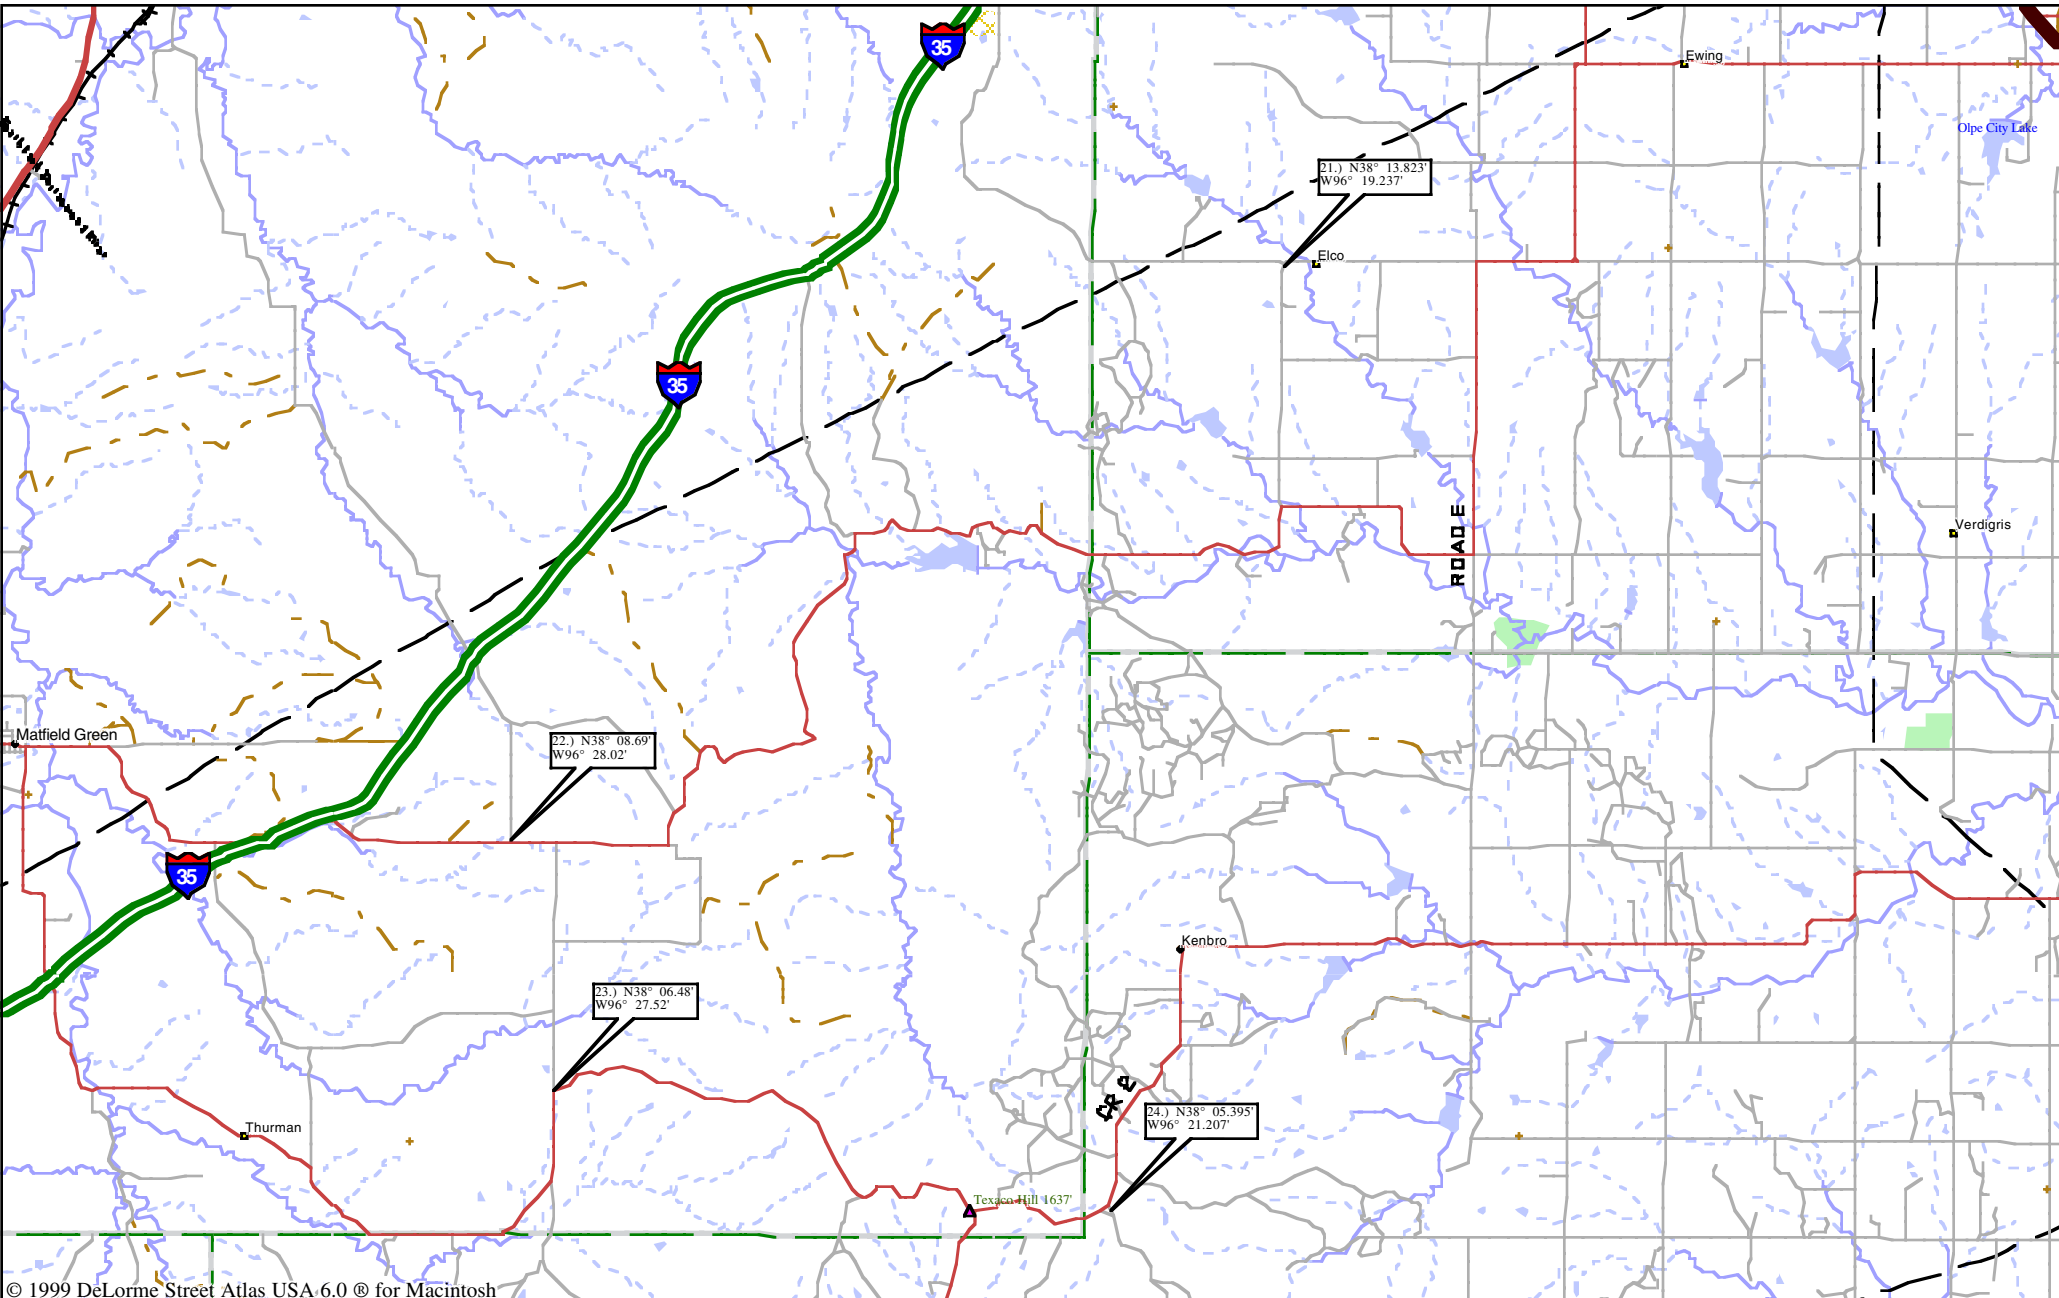 35
Ewing
Olpe City Lake
21.) N38° 13.823'
W96° 19.237'
Elco
35
ROAD E
Verdigris
Matfield Green
22.) N38° 08.69'
W96° 28.02'
35
Kenbro
23.) N38° 06.48'
W96° 27.52'
24.) N38° 05.395'
W96° 21.207'
Thurman
Texaco Hill 1637'
© 1999 DeLorme Street Atlas USA 6.0 ® for Macintosh